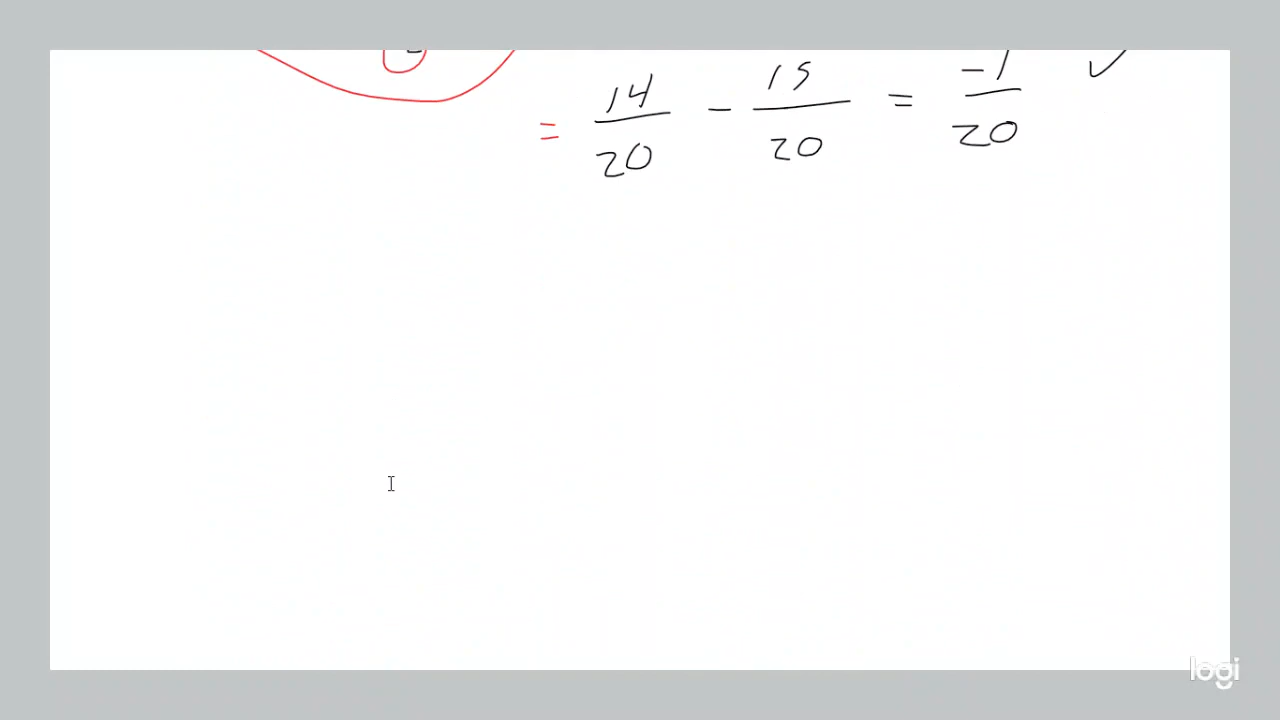 = 14/20 - 15/20 = -1/20 ✓
logi